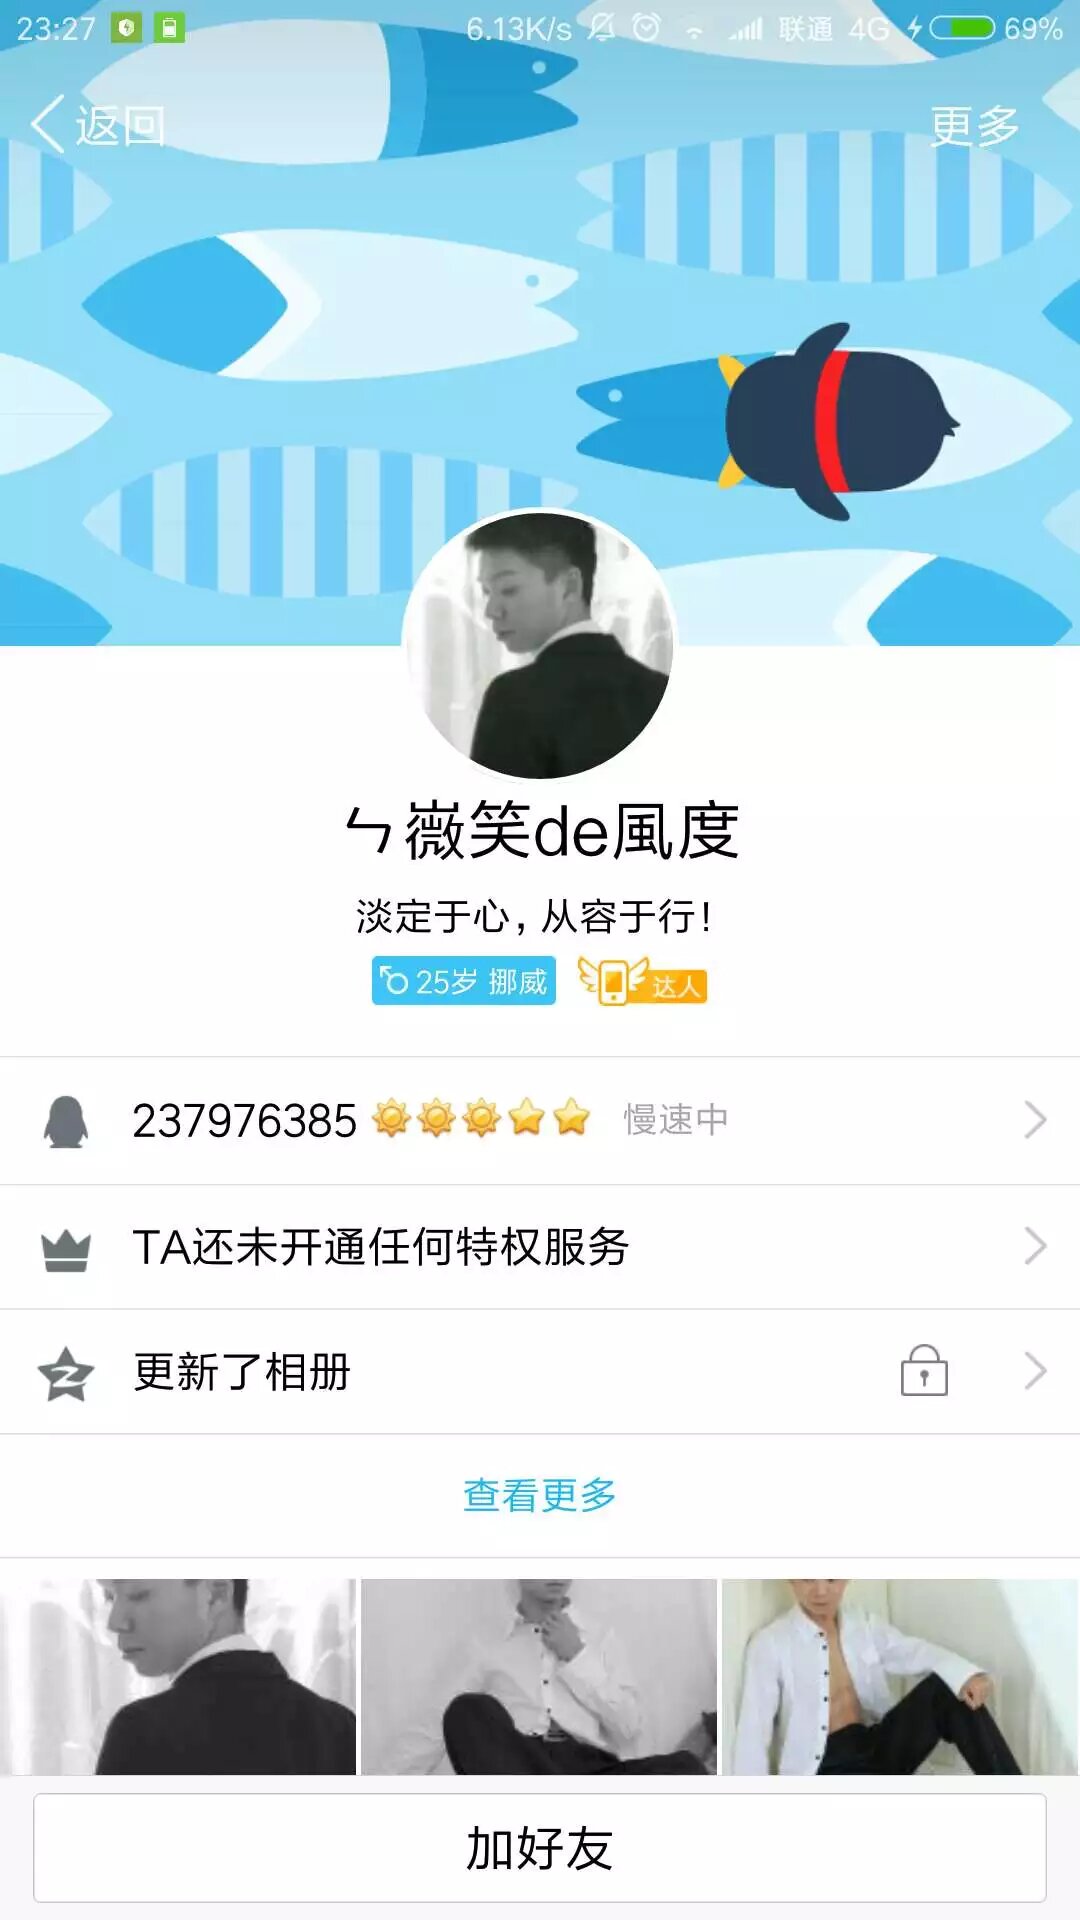 23:27 6.13K/s 联通 4G 69%
返回 更多
ㄣ薇笑de風度
淡定于心，从容于行！
25岁 挪威 达人
237976385 慢速中
TA还未开通任何特权服务
更新了相册
查看更多
加好友